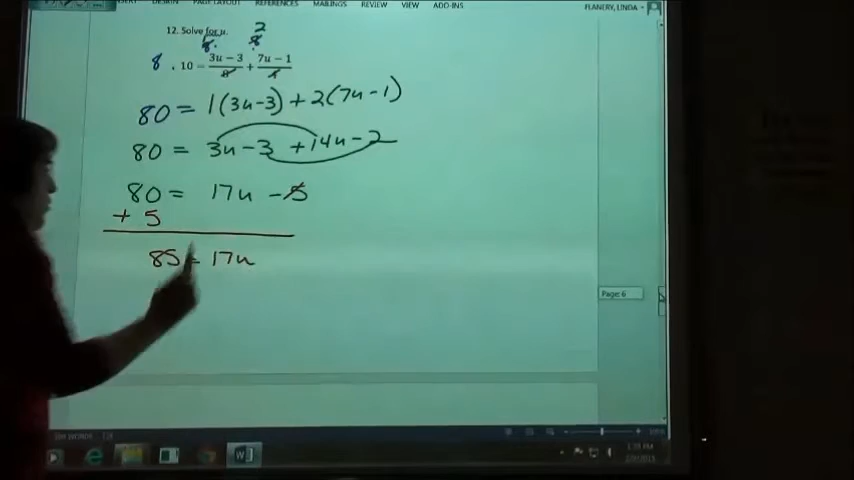 DESIGN PAGE LAYOUT REFERENCES MAILINGS REVIEW VIEW ADD-INS FLANERY, LINDA
12. Solve for u. 2
8. 8
8 . 10 = 3u − 3 / 8 + 7u − 1 / 4
80 = 1(3u-3) + 2(7u-1)
80 = 3u - 3 + 14u - 2
80 = 17u - 5
+ 5
85 = 17u
Page: 6